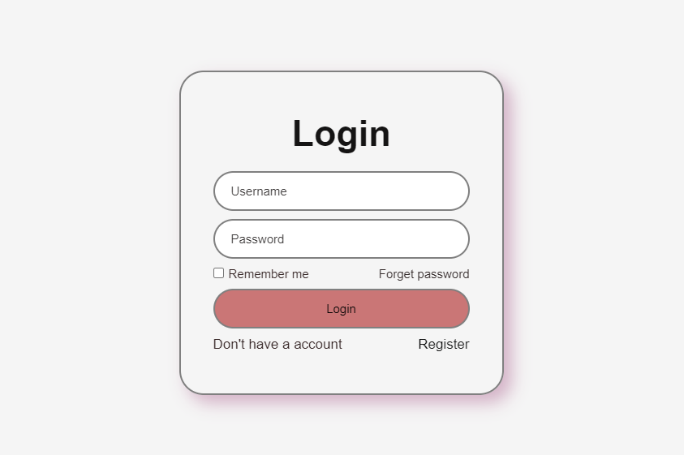 Login
Username
Password
Remember me Forget password
Login
Don't have a account Register